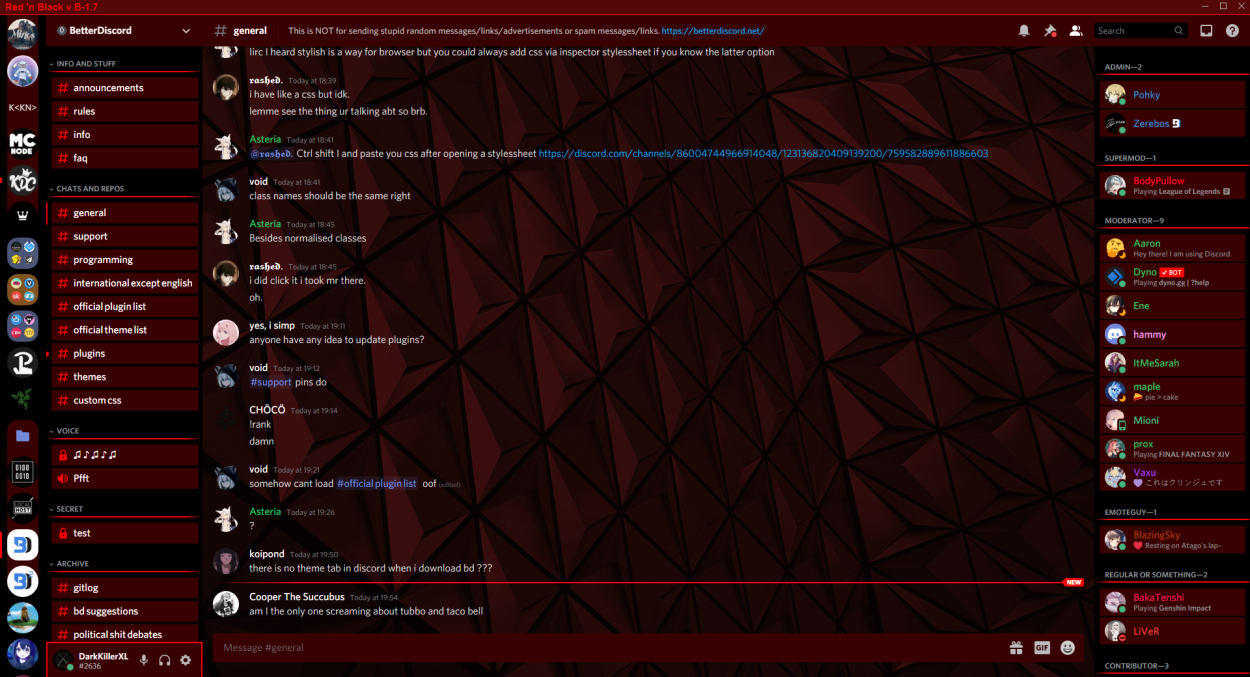 Red 'n Black v B-1.7
K<KN>
MC
NODE
KDC
0100
0010
LOCAL
HOST
BetterDiscord
INFO AND STUFF
announcements
rules
info
faq
CHATS AND REPOS
general
support
programming
international except english
official plugin list
official theme list
plugins
themes
custom css
VOICE
♫♪♫♪♫
Pfft
SECRET
test
ARCHIVE
gitlog
bd suggestions
political shit debates
DarkKillerXL
#2636
# general
This is NOT for sending stupid random messages/links/advertisements or spam messages/links. https://betterdiscord.net/
Search
Iirc I heard stylish is a way for browser but you could always add css via inspector stylessheet if you know the latter option
𝖗𝖆𝖘𝖍𝖊𝖉. Today at 18:39
i have like a css but idk.
lemme see the thing ur talking abt so brb.
Asteria Today at 18:41
@𝖗𝖆𝖘𝖍𝖊𝖉. Ctrl shift I and paste you css after opening a stylessheet https://discord.com/channels/86004744966914048/123136820409139200/759582889611886603
void Today at 18:41
class names should be the same right
Asteria Today at 18:45
Besides normalised classes
𝖗𝖆𝖘𝖍𝖊𝖉. Today at 18:45
i did click it i took mr there.
oh.
yes, i simp Today at 19:11
anyone have any idea to update plugins?
void Today at 19:12
#support pins do
CHÖCÖ Today at 19:14
!rank
damn
void Today at 19:21
somehow cant load #official plugin list oof (edited)
Asteria Today at 19:26
?
koipond Today at 19:50
there is no theme tab in discord when i download bd ???
NEW
Cooper The Succubus Today at 19:54
am I the only one screaming about tubbo and taco bell
Message #general
GIF
ADMIN—2
Pohky
Zerebos
SUPERMOD—1
BodyPullow
Playing League of Legends
MODERATOR—9
Aaron
Hey there! I am using Discord.
Dyno ✓ BOT
Playing dyno.gg | ?help
Ene
hammy
ItMeSarah
maple
🍕 pie > cake
Mioni
prox
Playing FINAL FANTASY XIV
Vaxu
💜 これはクリンジュです
EMOTEGUY—1
BlazingSky
❤️ Resting on Atago's lap~
REGULAR OR SOMETHING—2
BakaTenshi
Playing Genshin Impact
LiVeR
CONTRIBUTOR—3